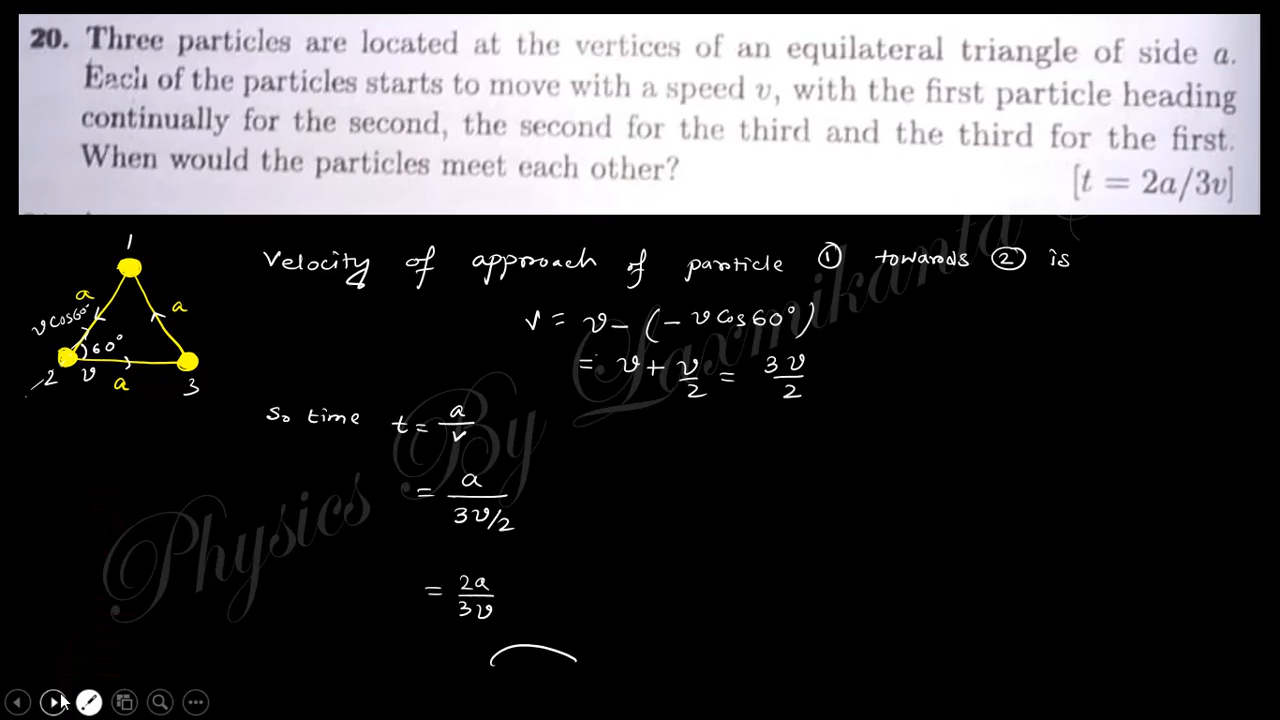 20. Three particles are located at the vertices of an equilateral triangle of side a.
Each of the particles starts to move with a speed v, with the first particle heading
continually for the second, the second for the third and the third for the first.
When would the particles meet each other?
[t = 2a/3v]
1
a
a
v cos60°
60°
2
v
a
3
Velocity of approach of particle ① towards ② is
V = v - (- v cos 60°)
= v + v/2 = 3v/2
So time t = a/V
= a/3v/2
= 2a/3v
Physics By Laxmikanta